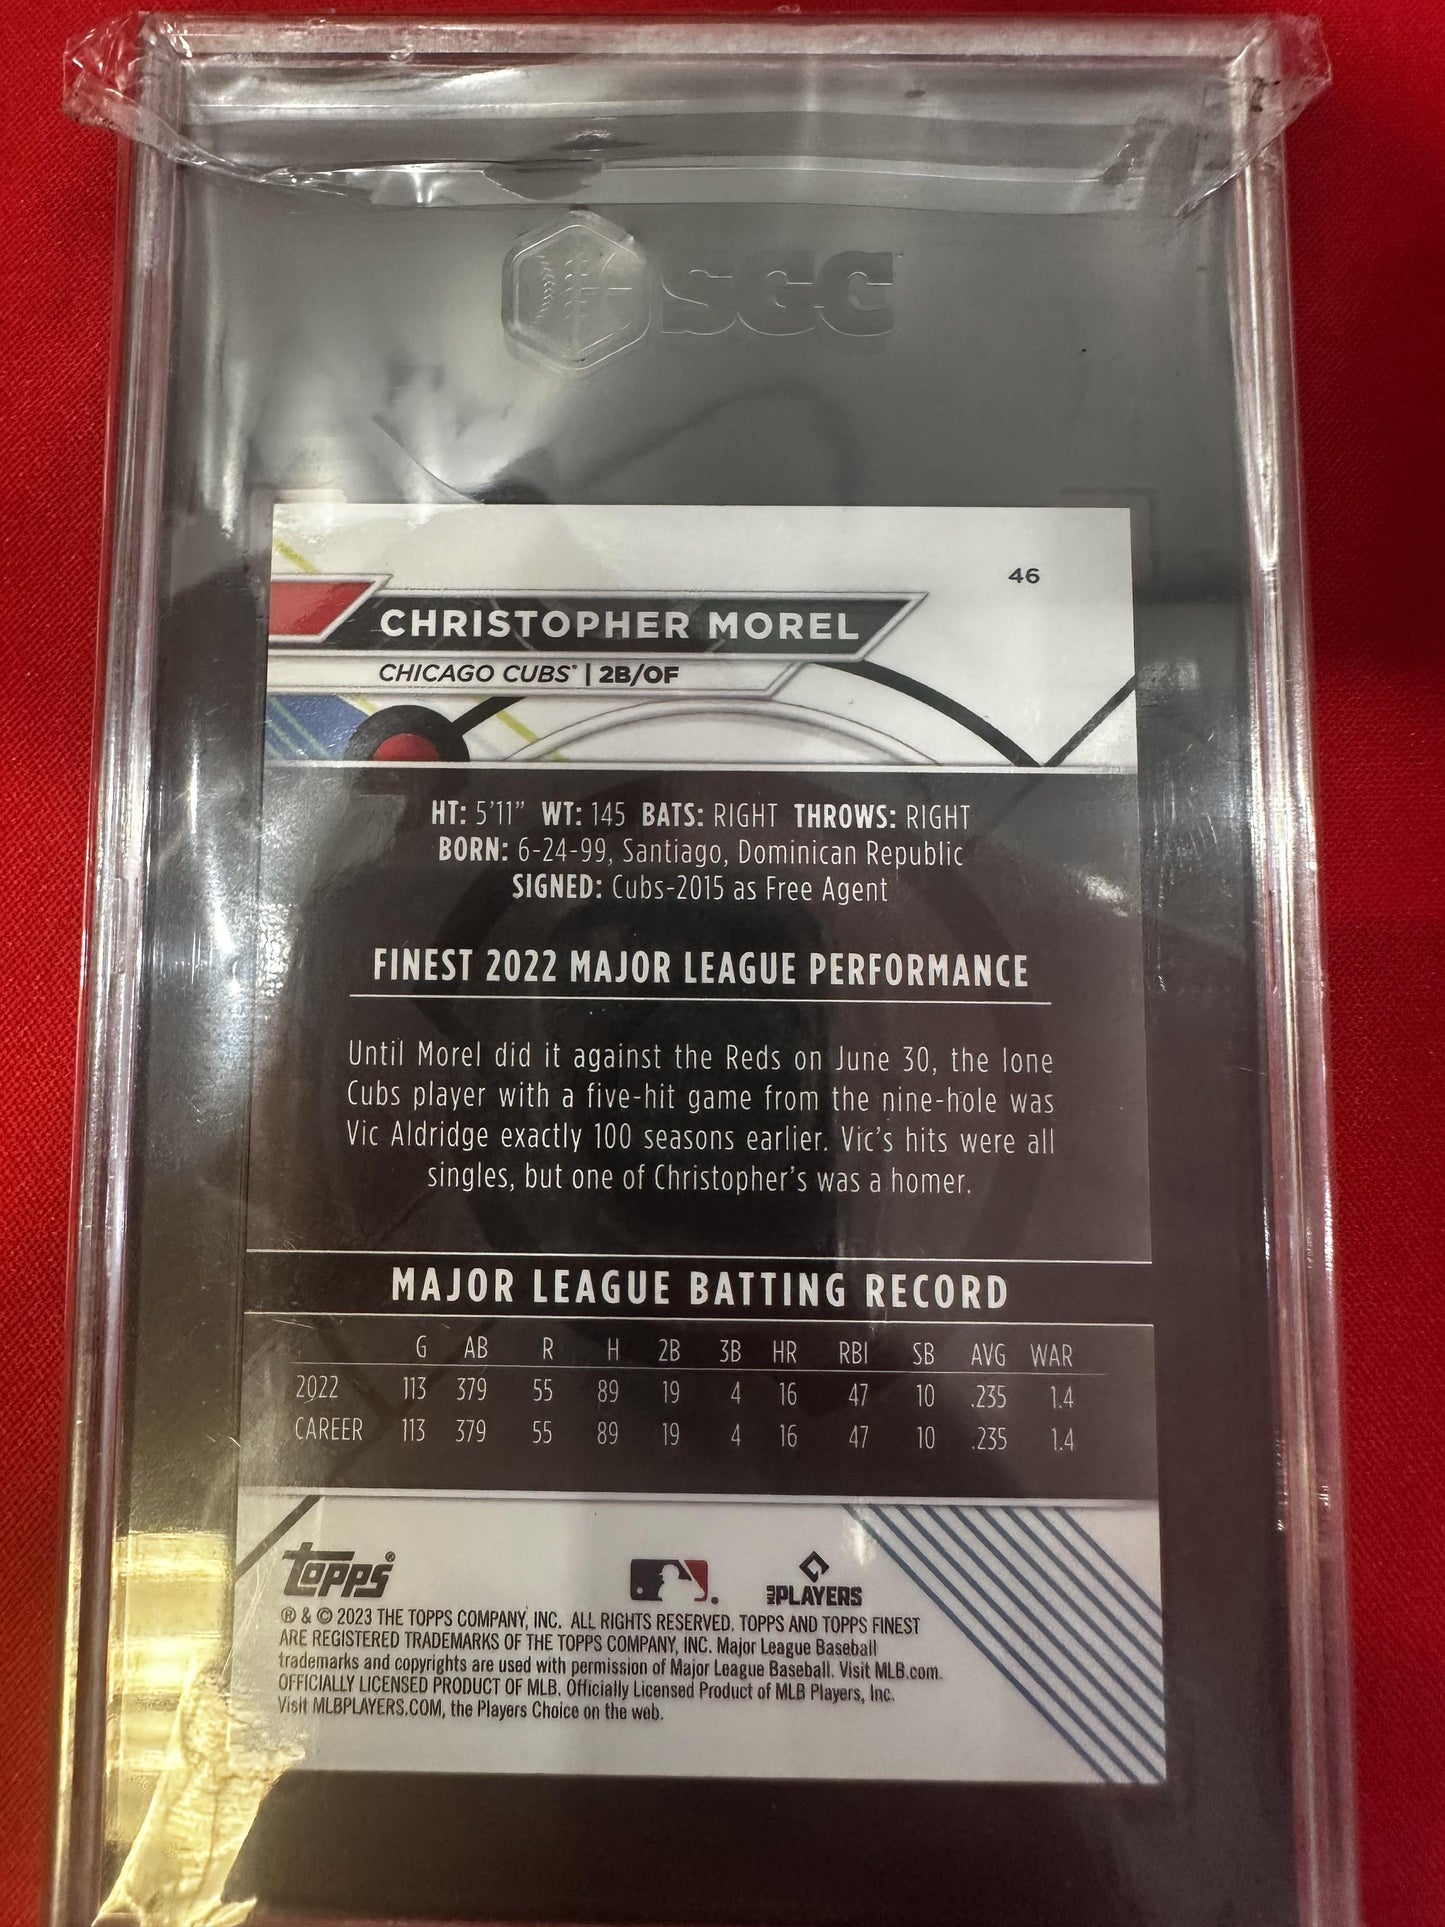 SGC
46
CHRISTOPHER MOREL
CHICAGO CUBS® | 2B/OF
HT: 5'11" WT: 145 BATS: RIGHT THROWS: RIGHT
BORN: 6-24-99, Santiago, Dominican Republic
SIGNED: Cubs-2015 as Free Agent
FINEST 2022 MAJOR LEAGUE PERFORMANCE
Until Morel did it against the Reds on June 30, the lone
Cubs player with a five-hit game from the nine-hole was
Vic Aldridge exactly 100 seasons earlier. Vic's hits were all
singles, but one of Christopher's was a homer.
MAJOR LEAGUE BATTING RECORD
G AB R H 2B 3B HR RBI SB AVG WAR
2022 113 379 55 89 19 4 16 47 10 .235 1.4
CAREER 113 379 55 89 19 4 16 47 10 .235 1.4
Topps®
MLB PLAYERS
® & © 2023 THE TOPPS COMPANY, INC. ALL RIGHTS RESERVED. TOPPS AND TOPPS FINEST
ARE REGISTERED TRADEMARKS OF THE TOPPS COMPANY, INC. Major League Baseball
trademarks and copyrights are used with permission of Major League Baseball. Visit MLB.com.
OFFICIALLY LICENSED PRODUCT OF MLB. Officially Licensed Product of MLB Players, Inc.
Visit MLBPLAYERS.COM, the Players Choice on the web.